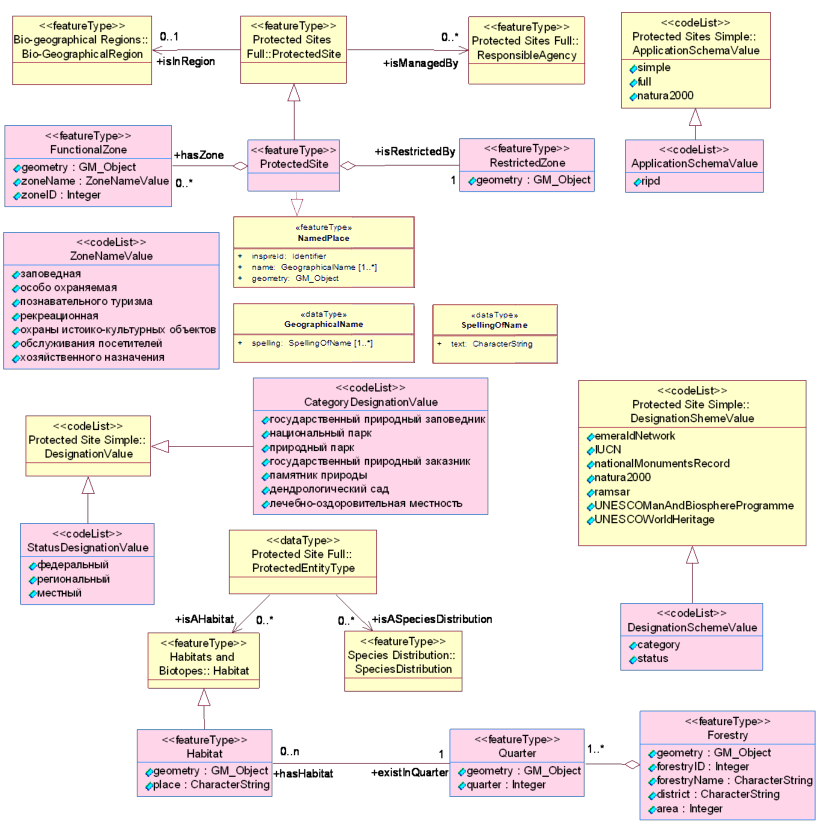 <<featureType>>
Bio-geographical Regions::
Bio-GeographicalRegion
0..1
+isInRegion
<<featureType>>
Protected Sites
Full::ProtectedSite
0..*
+isManagedBy
<<featureType>>
Protected Sites Full::
ResponsibleAgency
<<codeList>>
Protected Sites Simple::
ApplicationSchemaValue
simple
full
natura2000
<<featureType>>
FunctionalZone
geometry : GM_Object
zoneName : ZoneNameValue
zoneID : Integer
+hasZone
0..*
<<featureType>>
ProtectedSite
+isRestrictedBy
1
<<featureType>>
RestrictedZone
geometry : GM_Object
<<codeList>>
ApplicationSchemaValue
ripd
«featureType»
NamedPlace
+ inspireId: Identifier
+ name: GeographicalName [1..*]
+ geometry: GM_Object
<<codeList>>
ZoneNameValue
заповедная
особо охраняемая
познавательного туризма
рекреационная
охраны истоико-культурных объектов
обслуживания посетителей
хозяйственного назначения
«dataType»
GeographicalName
+ spelling: SpellingOfName [1..*]
«dataType»
SpellingOfName
+ text: CharacterString
<<codeList>>
Protected Site Simple::
DesignationValue
<<codeList>>
CategoryDesignationValue
государственный природный заповедник
национальный парк
природный парк
государственный природный заказник
памятник природы
дендрологический сад
лечебно-оздоровительная местность
<<codeList>>
Protected Site Simple::
DesignationShemeValue
emeraldNetwork
IUCN
nationalMonumentsRecord
natura2000
ramsar
UNESCOManAndBiosphereProgramme
UNESCOWorldHeritage
<<codeList>>
StatusDesignationValue
федеральный
региональный
местный
<<dataType>>
Protected Site Full::
ProtectedEntityType
+isAHabitat
0..*
0..*
+isASpeciesDistribution
<<featureType>>
Habitats and
Biotopes:: Habitat
<<featureType>>
Species Distribution::
SpeciesDistribution
<<codeList>>
DesignationSchemeValue
category
status
<<featureType>>
Habitat
geometry : GM_Object
place : CharacterString
0..n
+hasHabitat
1
+existInQuarter
<<featureType>>
Quarter
geometry : GM_Object
quarter : Integer
1..*
<<featureType>>
Forestry
geometry : GM_Object
forestryID : Integer
forestryName : CharacterString
district : CharacterString
area : Integer